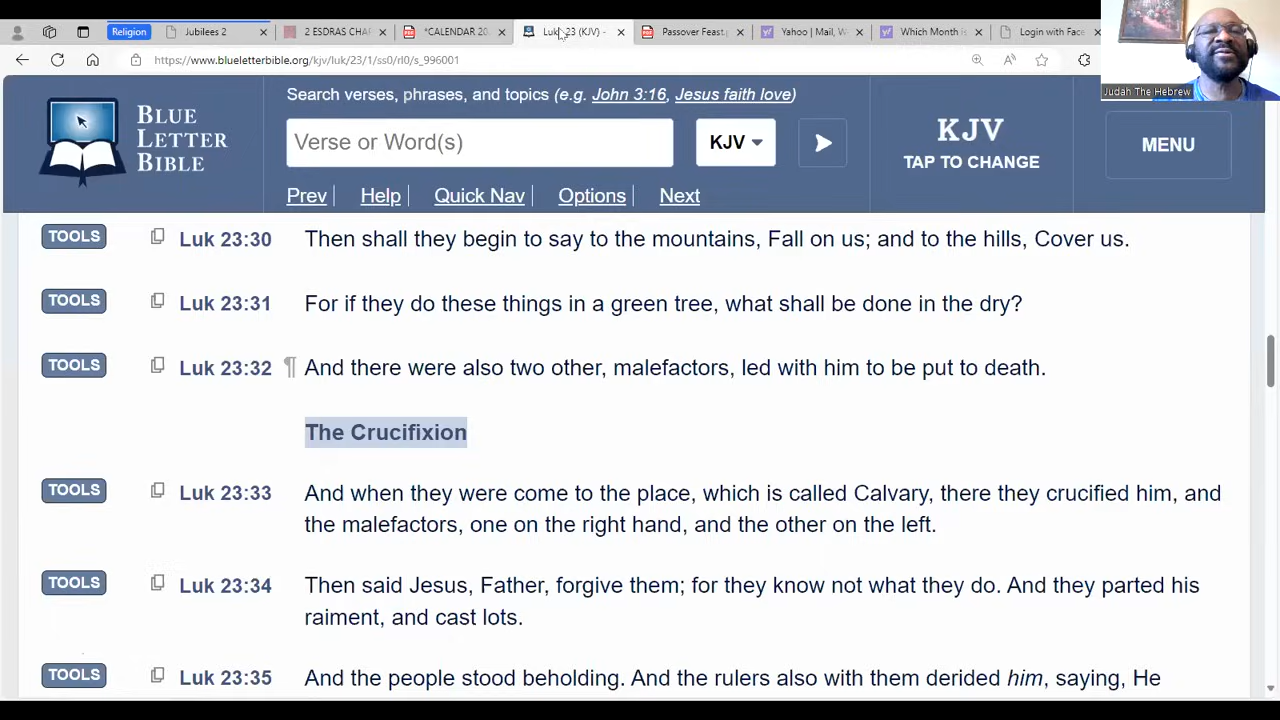 Religion
Jubilees 2
2 ESDRAS CHA
*CALENDAR 20
Luk 23 (KJV) -
Passover Feast
Yahoo | Mail, W
Which Month is
Login with Face
https://www.blueletterbible.org/kjv/luk/23/1/ss0/rl0/s_996001
Judah The Hebrew
BLUE
LETTER
BIBLE
Search verses, phrases, and topics (e.g. John 3:16, Jesus faith love)
Verse or Word(s)
KJV
KJV
TAP TO CHANGE
MENU
Prev | Help | Quick Nav | Options | Next
TOOLS Luk 23:30 Then shall they begin to say to the mountains, Fall on us; and to the hills, Cover us.
TOOLS Luk 23:31 For if they do these things in a green tree, what shall be done in the dry?
TOOLS Luk 23:32 ¶ And there were also two other, malefactors, led with him to be put to death.
The Crucifixion
TOOLS Luk 23:33 And when they were come to the place, which is called Calvary, there they crucified him, and
the malefactors, one on the right hand, and the other on the left.
TOOLS Luk 23:34 Then said Jesus, Father, forgive them; for they know not what they do. And they parted his
raiment, and cast lots.
TOOLS Luk 23:35 And the people stood beholding. And the rulers also with them derided him, saying, He